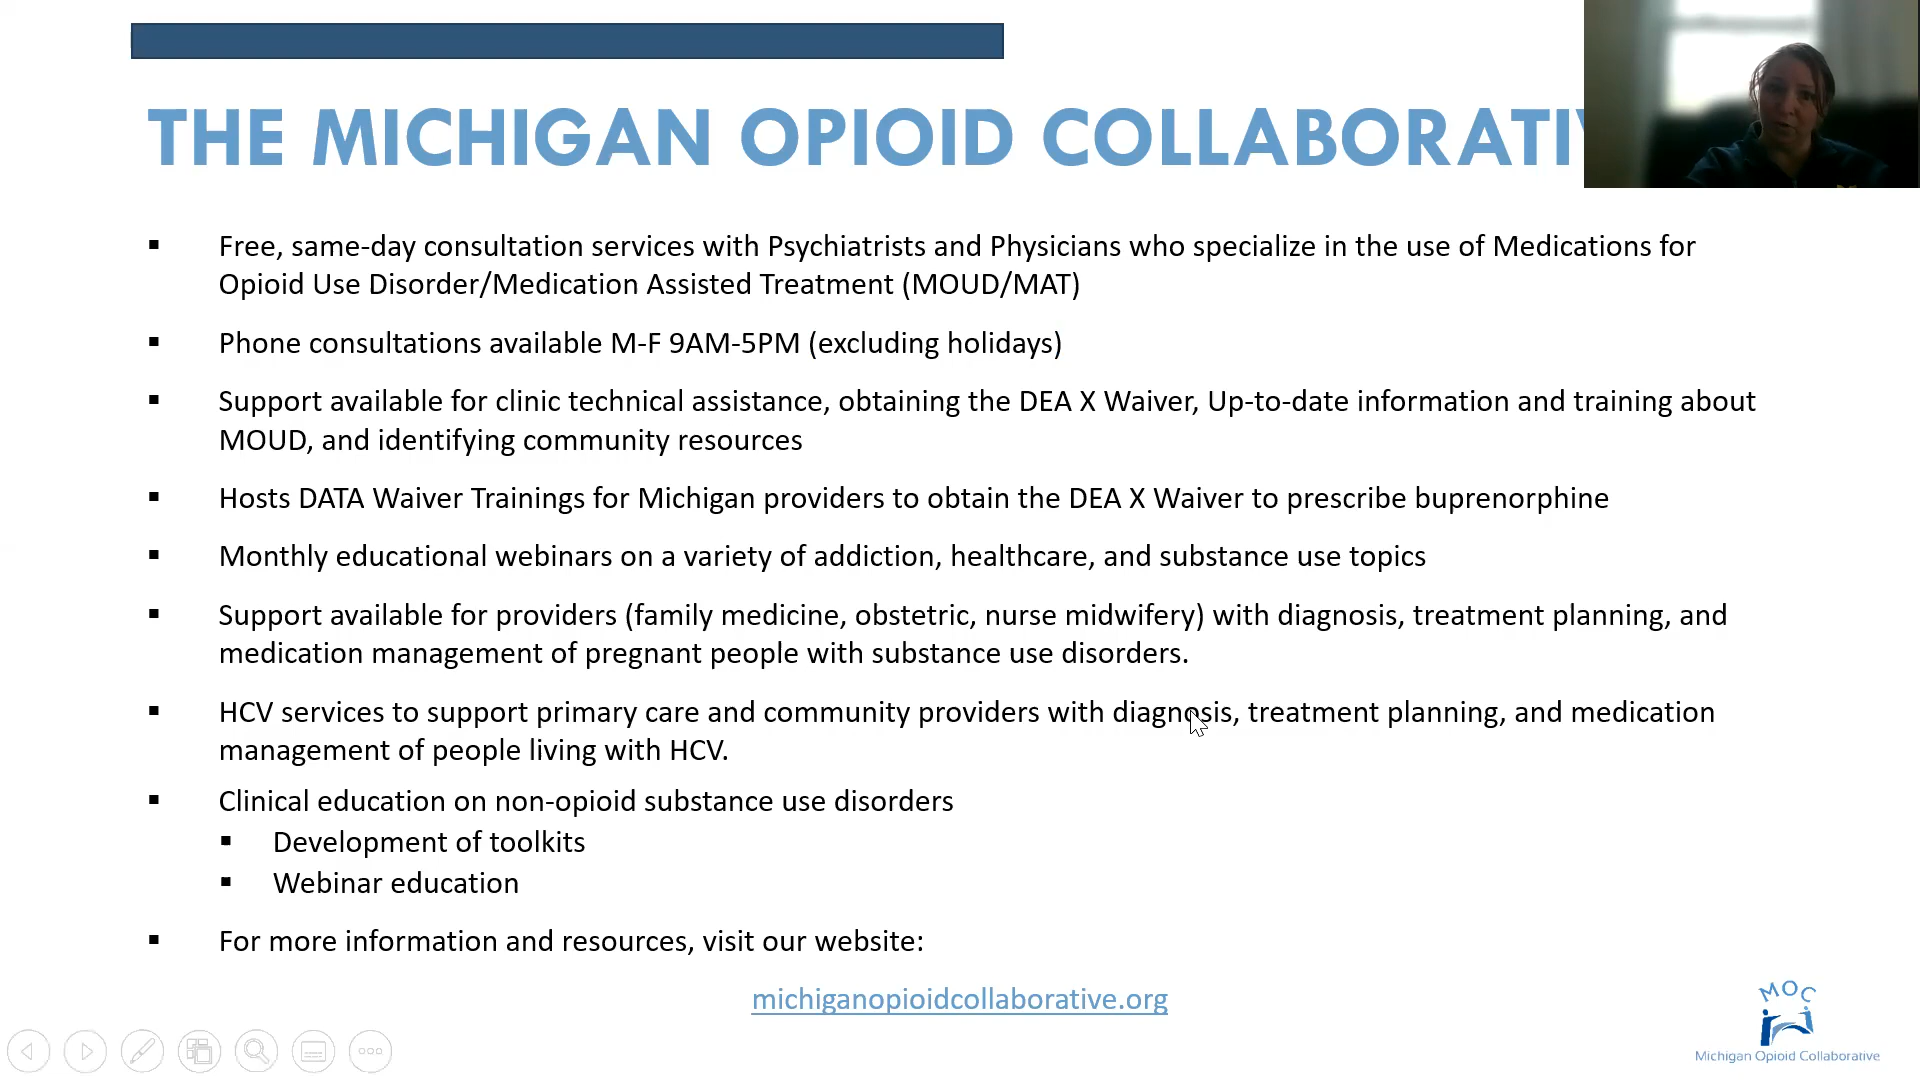 THE MICHIGAN OPIOID COLLABORATIV
Free, same-day consultation services with Psychiatrists and Physicians who specialize in the use of Medications for
Opioid Use Disorder/Medication Assisted Treatment (MOUD/MAT)
Phone consultations available M-F 9AM-5PM (excluding holidays)
Support available for clinic technical assistance, obtaining the DEA X Waiver, Up-to-date information and training about
MOUD, and identifying community resources
Hosts DATA Waiver Trainings for Michigan providers to obtain the DEA X Waiver to prescribe buprenorphine
Monthly educational webinars on a variety of addiction, healthcare, and substance use topics
Support available for providers (family medicine, obstetric, nurse midwifery) with diagnosis, treatment planning, and
medication management of pregnant people with substance use disorders.
HCV services to support primary care and community providers with diagnosis, treatment planning, and medication
management of people living with HCV.
Clinical education on non-opioid substance use disorders
Development of toolkits
Webinar education
For more information and resources, visit our website:
michiganopioidcollaborative.org
MOC
Michigan Opioid Collaborative